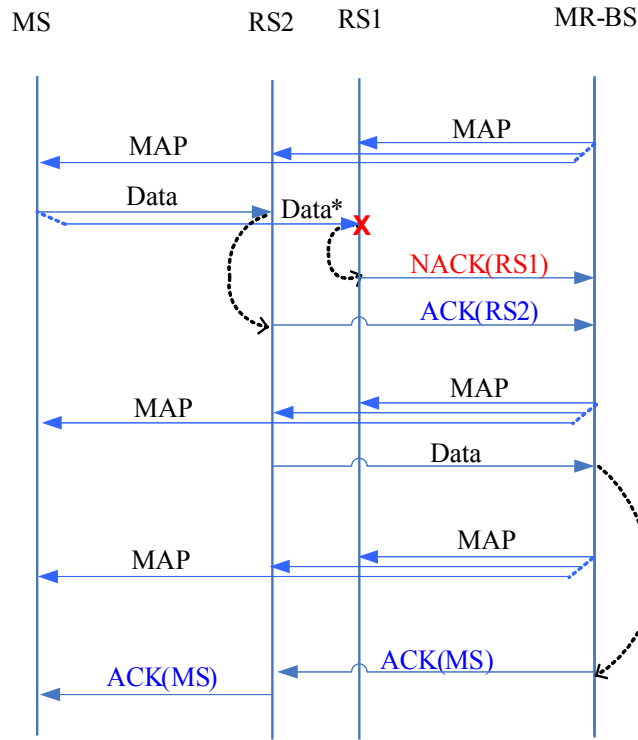 MS RS2 RS1 MR-BS
MAP
MAP
Data
Data*
X
NACK(RS1)
ACK(RS2)
MAP
MAP
Data
MAP
MAP
ACK(MS)
ACK(MS)